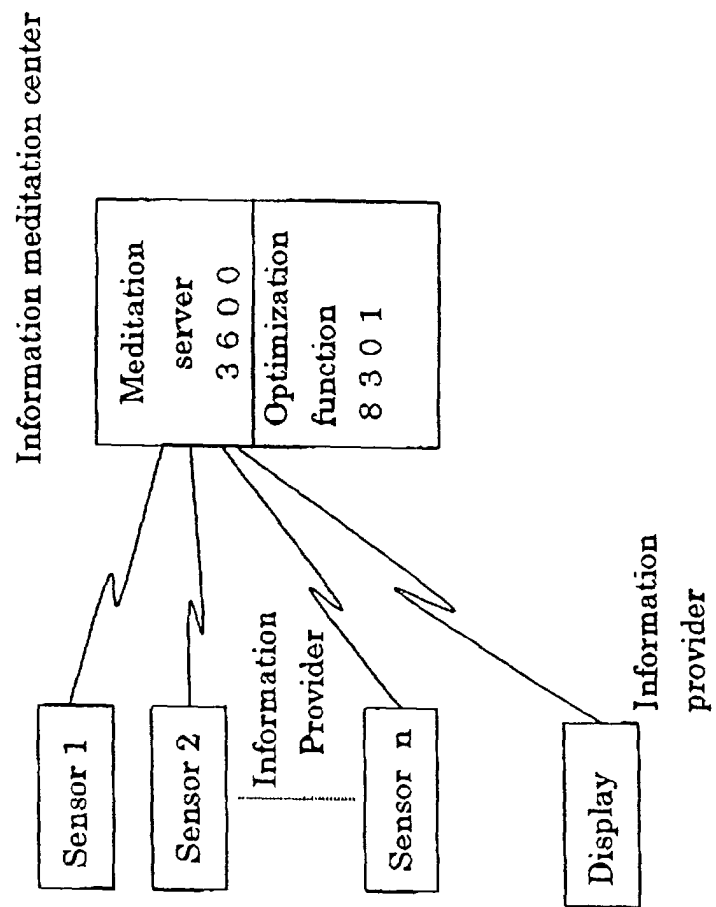 Information meditation center
Meditation
server
3 6 0 0
Optimization
function
8 3 0 1
Sensor 1
Sensor 2
Information
Provider
Sensor n
Display
Information
provider